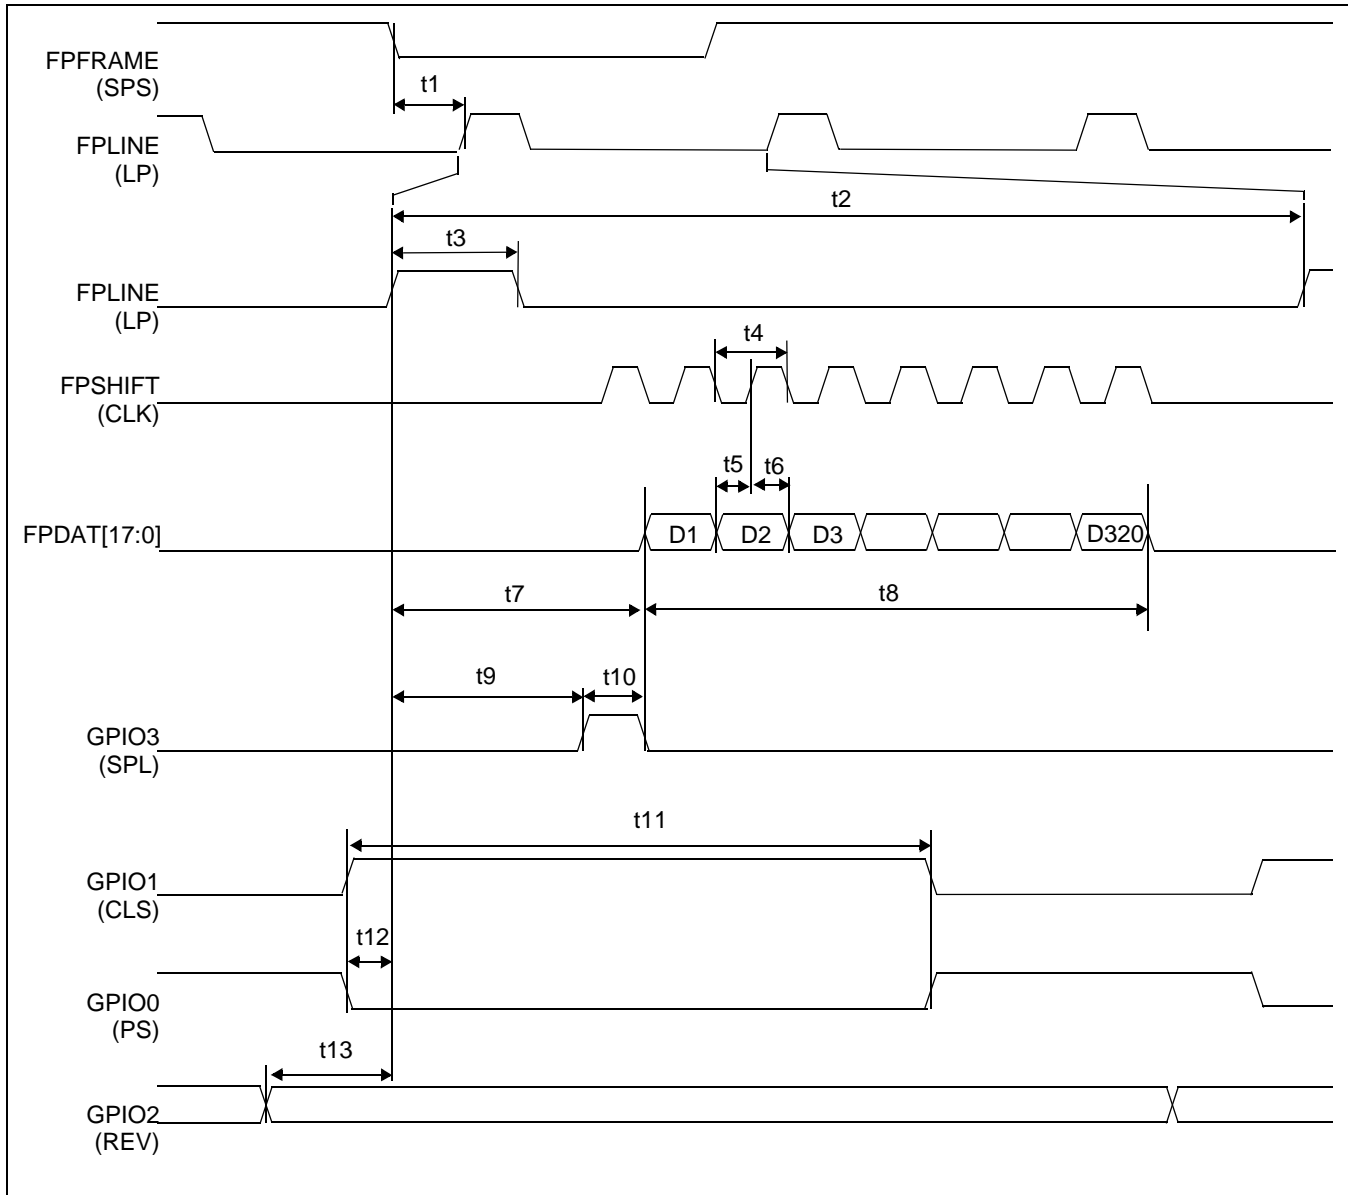 FPFRAME
(SPS)
t1
FPLINE
(LP)
t2
t3
FPLINE
(LP)
t4
FPSHIFT
(CLK)
t5
t6
FPDAT[17:0]
D1
D2
D3
D320
t7
t8
t9
t10
GPIO3
(SPL)
t11
GPIO1
(CLS)
t12
GPIO0
(PS)
t13
GPIO2
(REV)